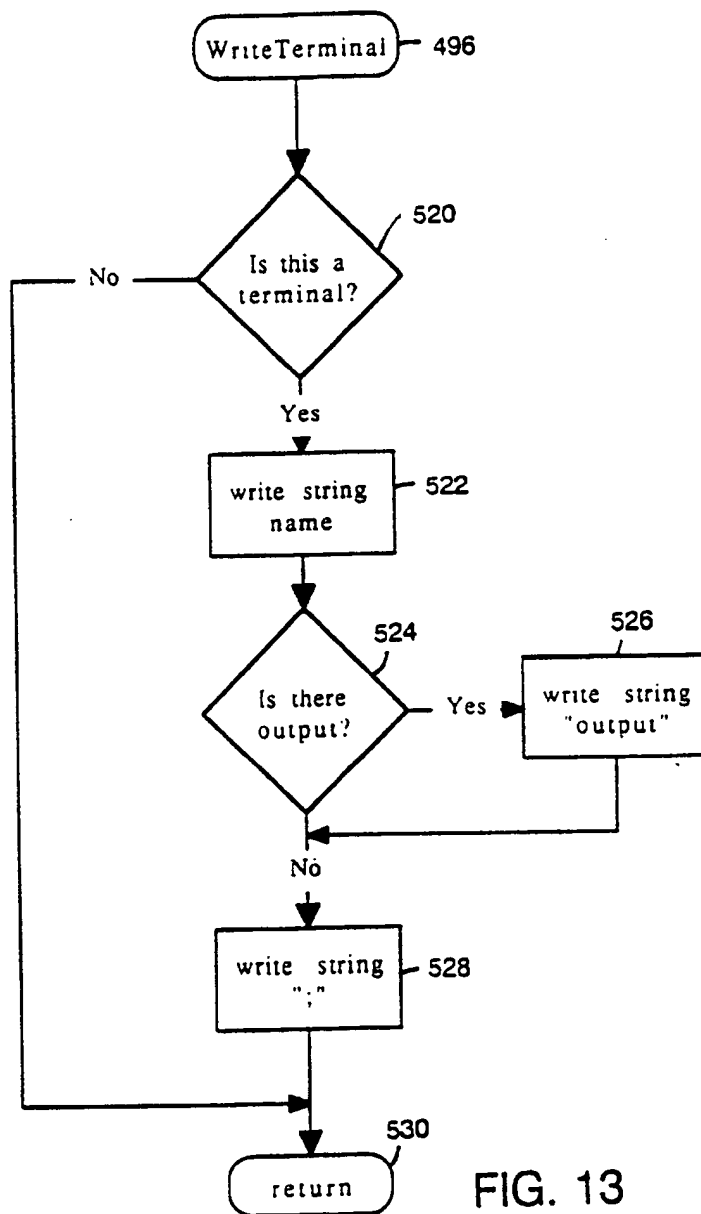 WriteTerminal
496
520
Is this a
terminal?
No
Yes
write string
name
522
524
Is there
output?
Yes
526
write string
"output"
No
write string
";"
528
530
return
FIG. 13